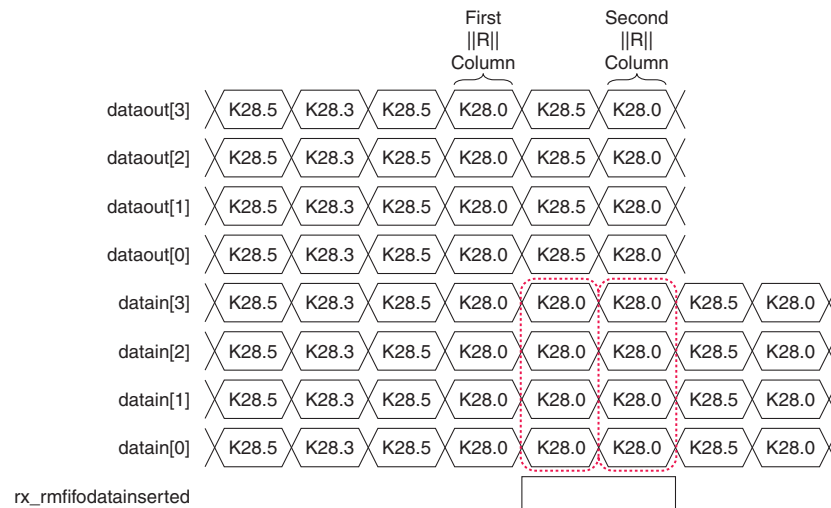 First Second
||R|| ||R||
Column Column
dataout[3] K28.5 K28.3 K28.5 K28.0 K28.5 K28.0
dataout[2] K28.5 K28.3 K28.5 K28.0 K28.5 K28.0
dataout[1] K28.5 K28.3 K28.5 K28.0 K28.5 K28.0
dataout[0] K28.5 K28.3 K28.5 K28.0 K28.5 K28.0
datain[3] K28.5 K28.3 K28.5 K28.0 K28.0 K28.0 K28.5 K28.0
datain[2] K28.5 K28.3 K28.5 K28.0 K28.0 K28.0 K28.5 K28.0
datain[1] K28.5 K28.3 K28.5 K28.0 K28.0 K28.0 K28.5 K28.0
datain[0] K28.5 K28.3 K28.5 K28.0 K28.0 K28.0 K28.5 K28.0
rx_rmfifodatainserted